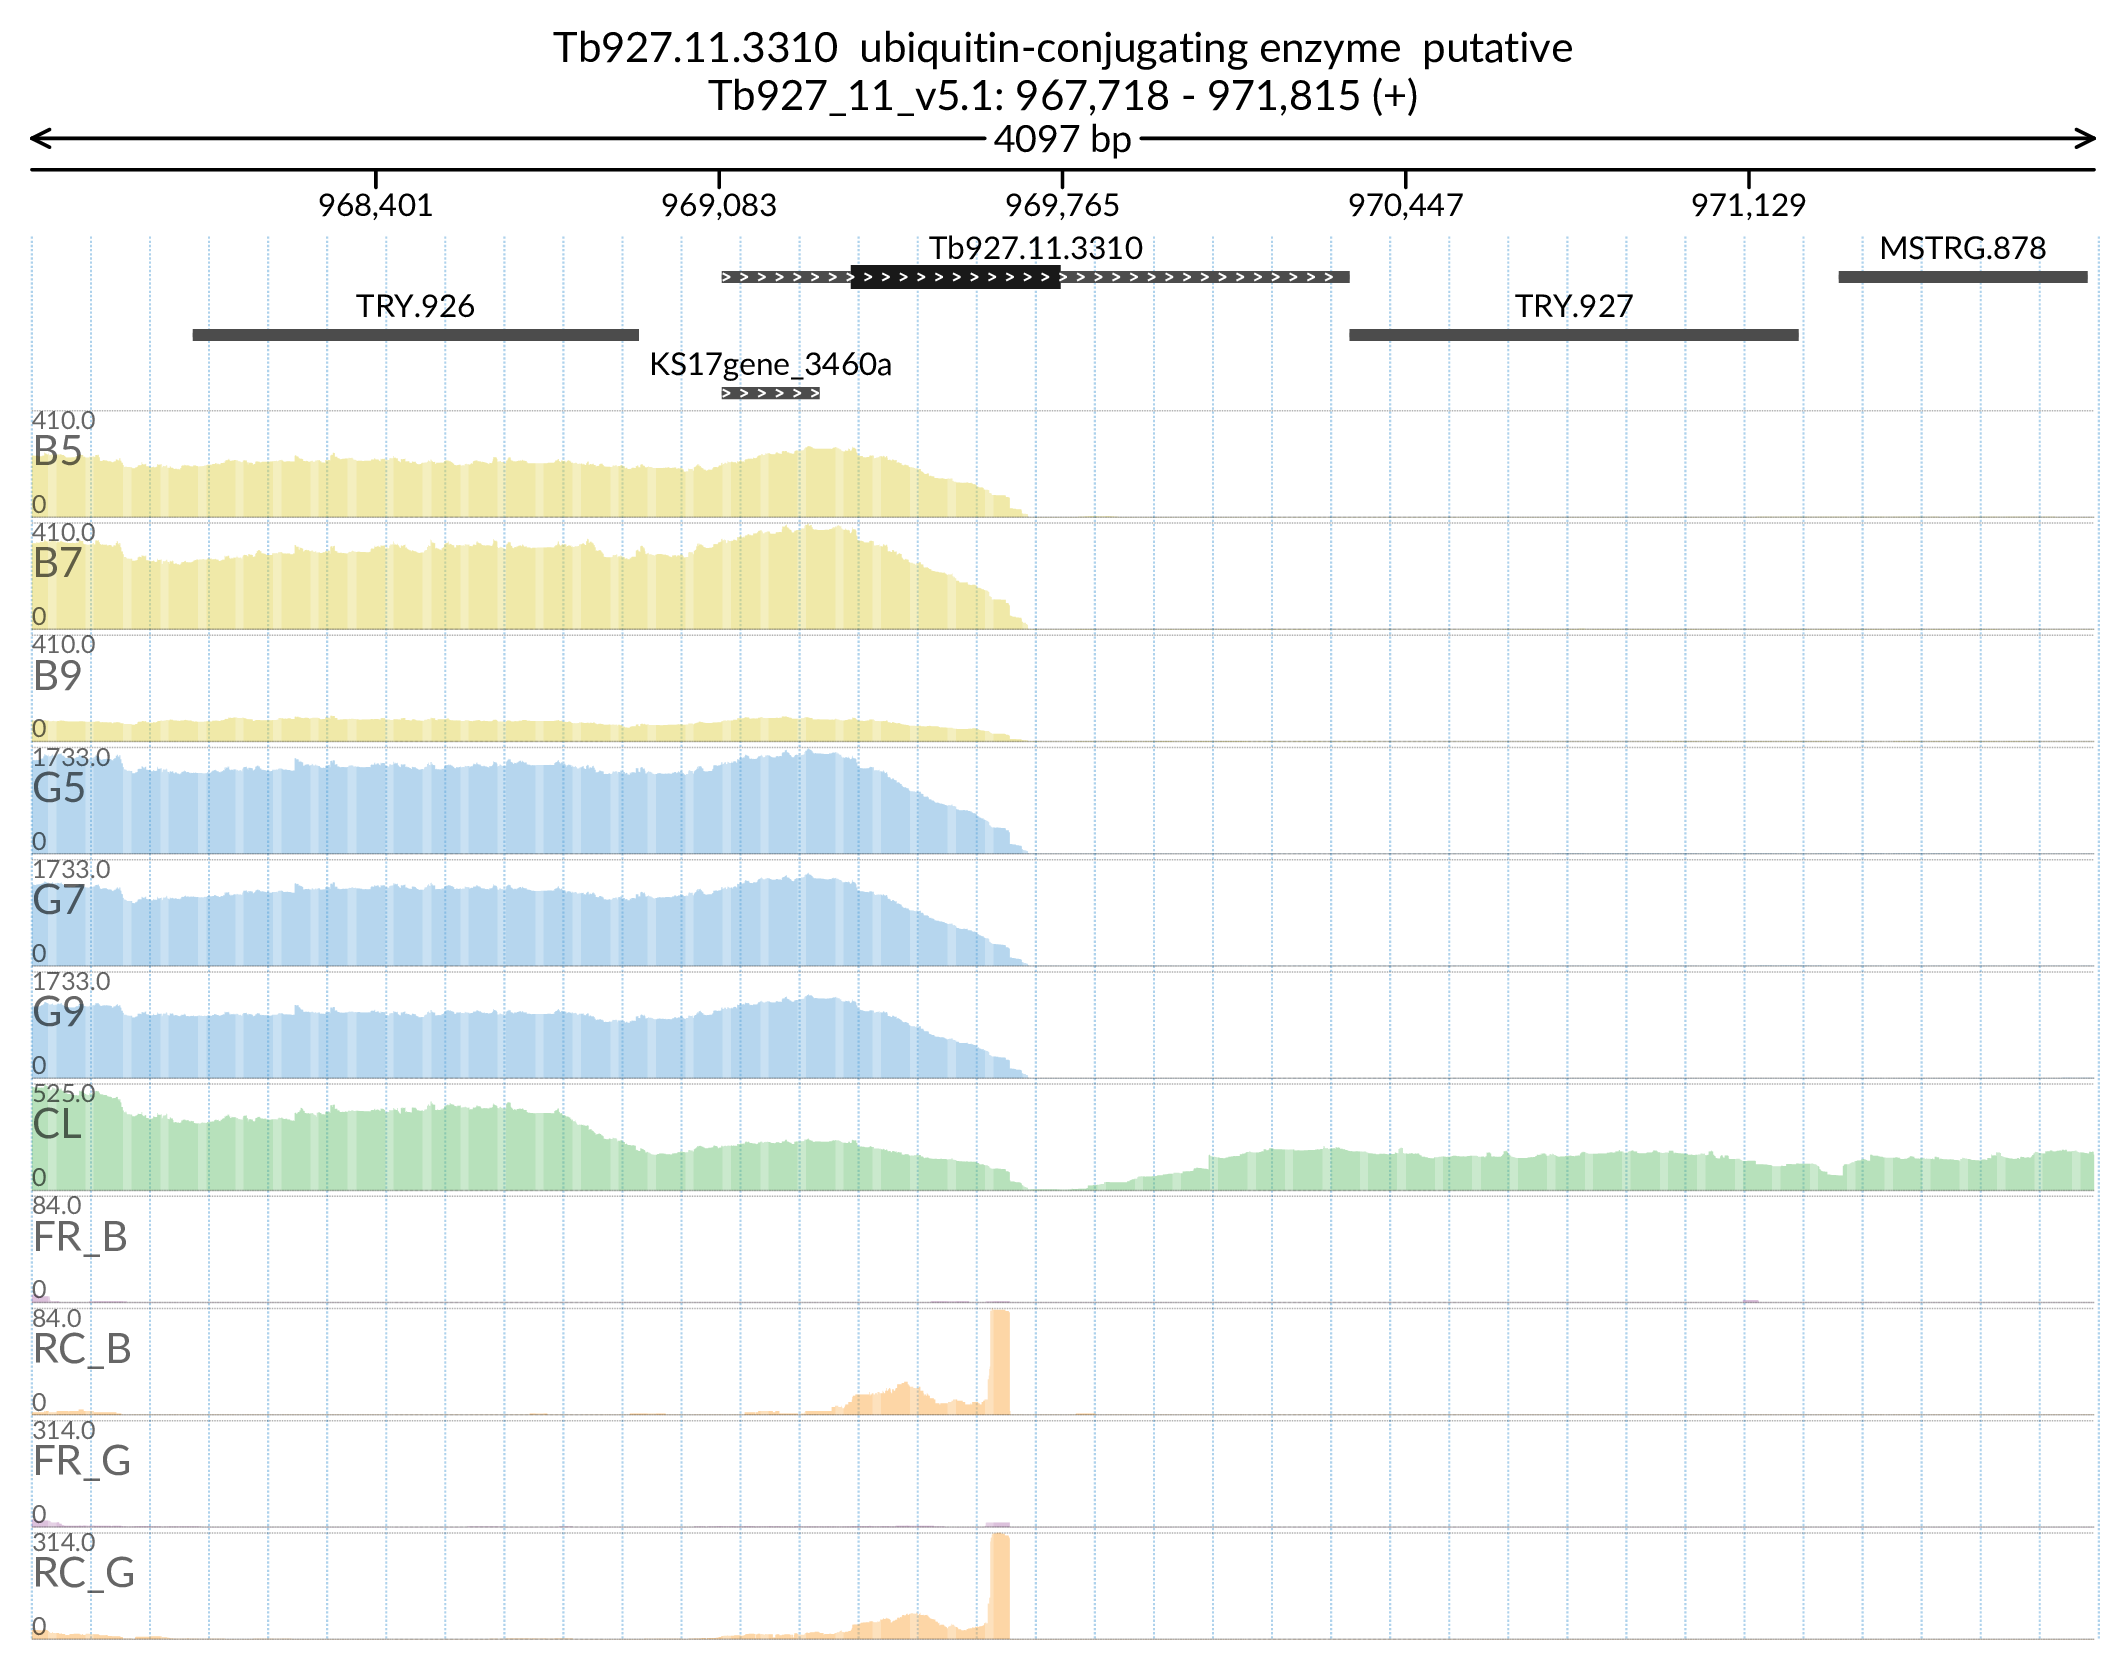 Tb927.11.3310  ubiquitin-conjugating enzyme  putative
Tb927_11_v5.1: 967,718 - 971,815 (+)
4097 bp
968,401 969,083 969,765 970,447 971,129
Tb927.11.3310 MSTRG.878
TRY.926 TRY.927
KS17gene_3460a
410.0
B5
0
410.0
B7
0
410.0
B9
0
1733.0
G5
0
1733.0
G7
0
1733.0
G9
0
525.0
CL
0
84.0
FR_B
0
84.0
RC_B
0
314.0
FR_G
0
314.0
RC_G
0